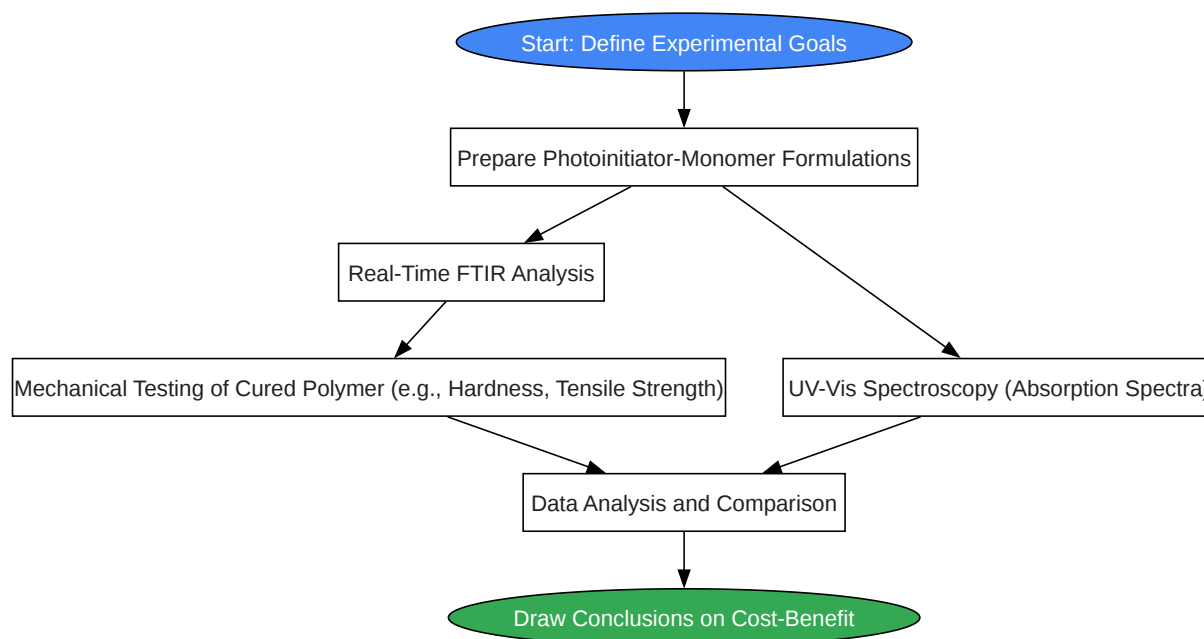 Start: Define Experimental Goals
Prepare Photoinitiator-Monomer Formulations
Real-Time FTIR Analysis
Mechanical Testing of Cured Polymer (e.g., Hardness, Tensile Strength)
UV-Vis Spectroscopy (Absorption Spectra)
Data Analysis and Comparison
Draw Conclusions on Cost-Benefit